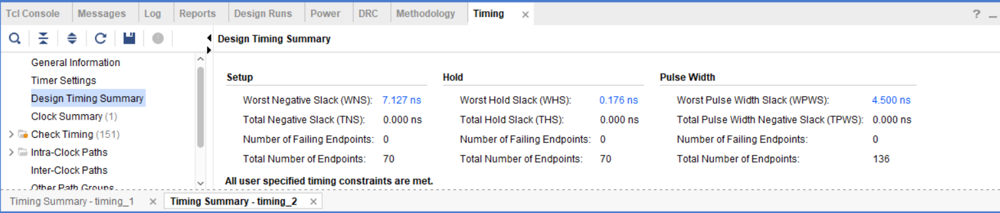 Tcl Console Messages Log Reports Design Runs Power DRC Methodology Timing × ? _
Design Timing Summary
General Information
Timer Settings
Design Timing Summary
Clock Summary (1)
Check Timing (151)
Intra-Clock Paths
Inter-Clock Paths
Other Path Groups
Setup Hold Pulse Width
Worst Negative Slack (WNS): 7.127 ns Worst Hold Slack (WHS): 0.176 ns Worst Pulse Width Slack (WPWS): 4.500 ns
Total Negative Slack (TNS): 0.000 ns Total Hold Slack (THS): 0.000 ns Total Pulse Width Negative Slack (TPWS): 0.000 ns
Number of Failing Endpoints: 0 Number of Failing Endpoints: 0 Number of Failing Endpoints: 0
Total Number of Endpoints: 70 Total Number of Endpoints: 70 Total Number of Endpoints: 136
All user specified timing constraints are met.
Timing Summary - timing_1 × Timing Summary - timing_2 ×